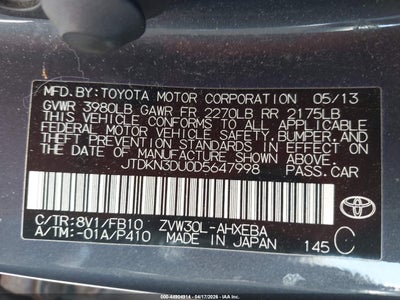 MFD.BY:TOYOTA MOTOR CORPORATION 05/13
GVWR 3980LB GAWR FR 2270LB RR 2175LB
THIS VEHICLE CONFORMS TO ALL APPLICABLE
FEDERAL MOTOR VEHICLE SAFETY, BUMPER, AND
THEFT PREVENTION STANDARDS IN EFFECT ON
THE DATE OF MANUFACTURE SHOWN ABOVE.
JTDKN3DU0D5647998 PASS.CAR
C/TR:8V1/FB10 ZVW30L-AHXEBA
A/TM:-01A/P410 MADE IN JAPAN 145 C
TOYOTA
000-44904914 - 04/17/2026 - IAAI.COM